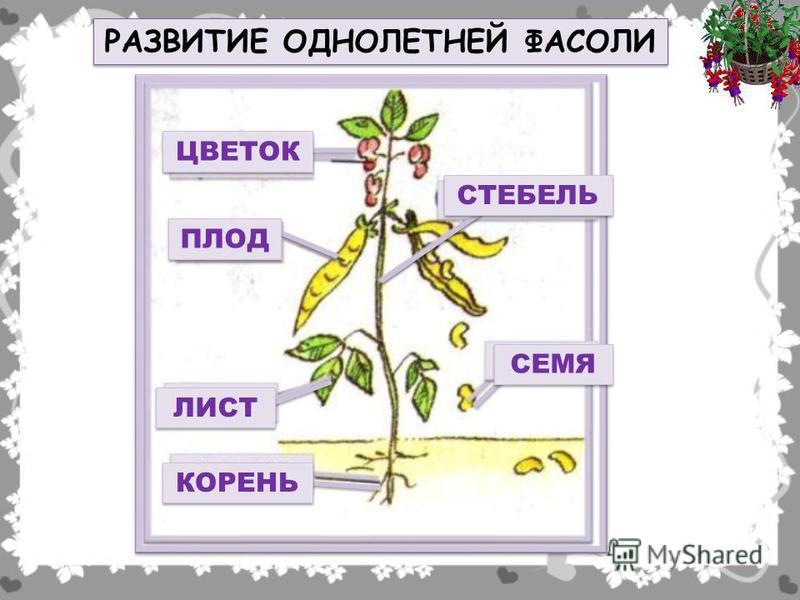 РАЗВИТИЕ ОДНОЛЕТНЕЙ ФАСОЛИ
ЦВЕТОК
СТЕБЕЛЬ
ПЛОД
СЕМЯ
ЛИСТ
КОРЕНЬ
MyShared